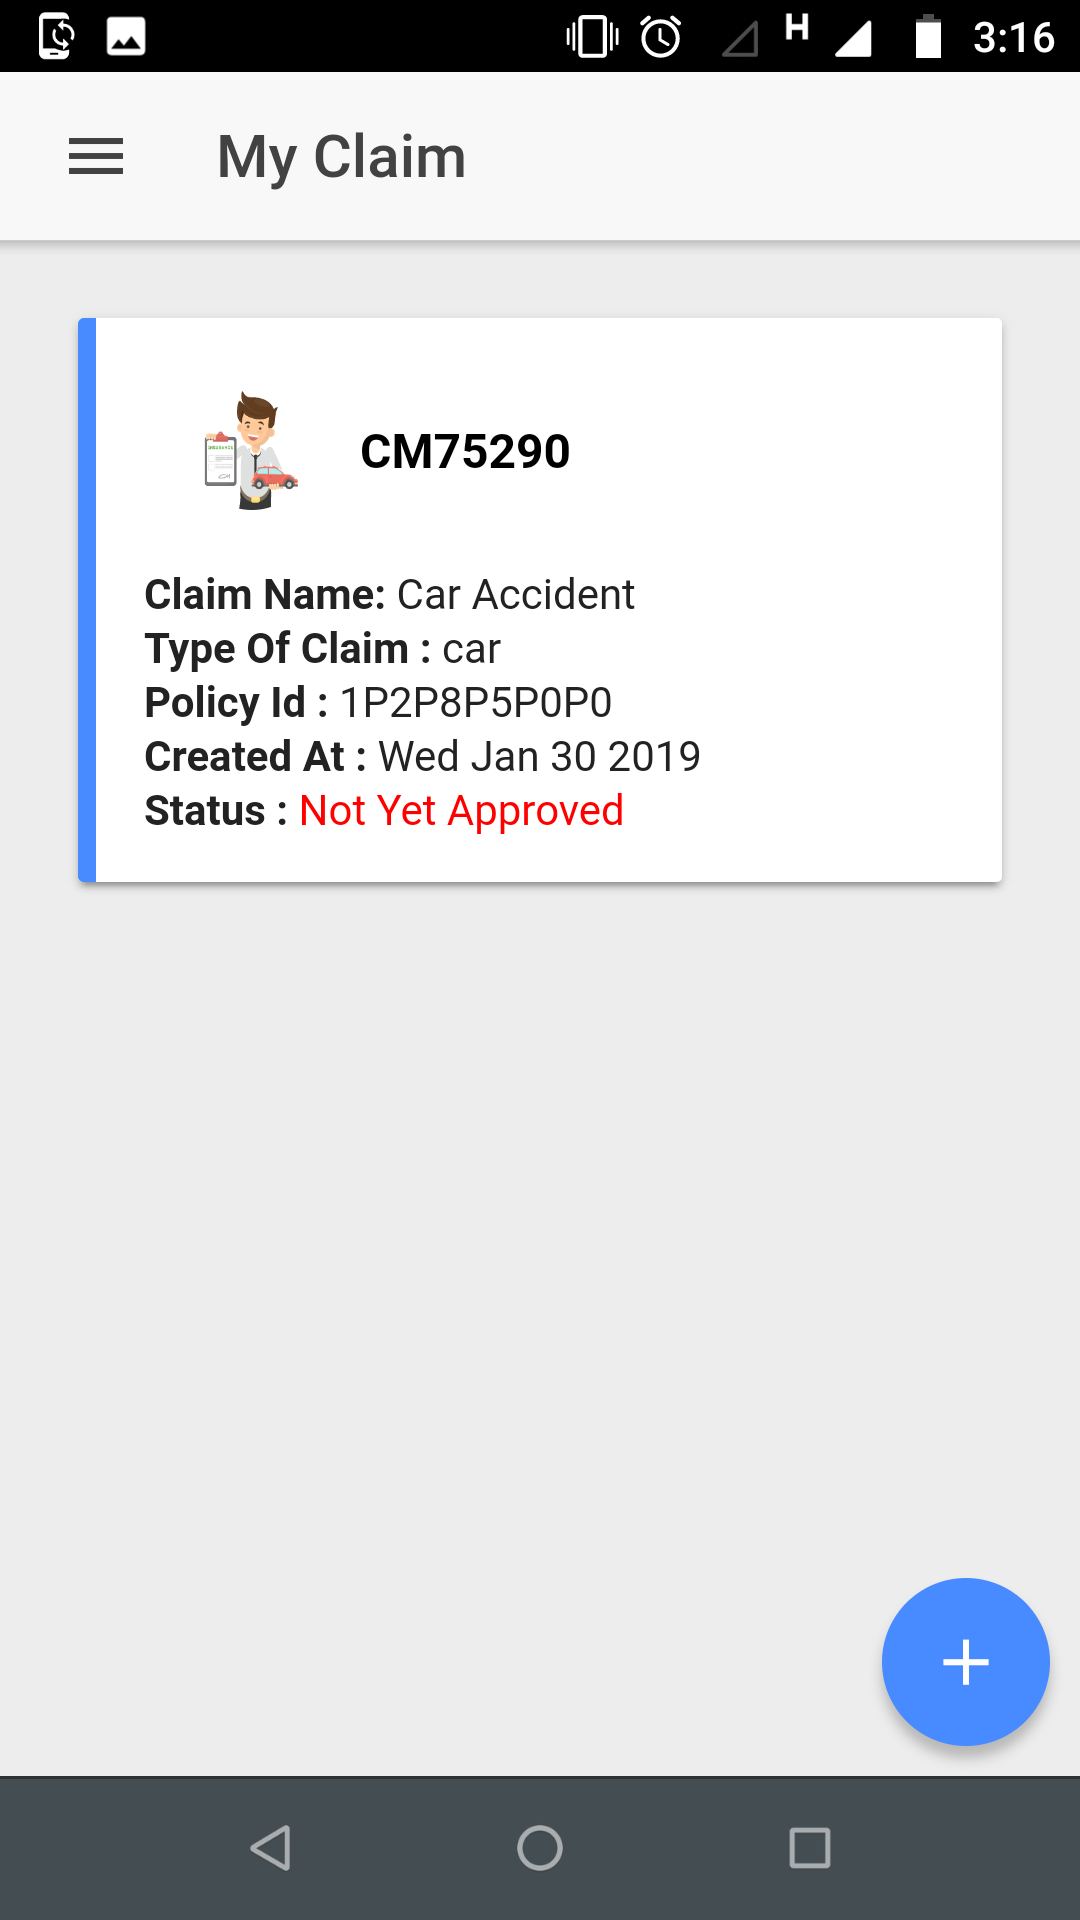 H 3:16
My Claim
CM75290
Claim Name: Car Accident
Type Of Claim : car
Policy Id : 1P2P8P5P0P0
Created At : Wed Jan 30 2019
Status : Not Yet Approved